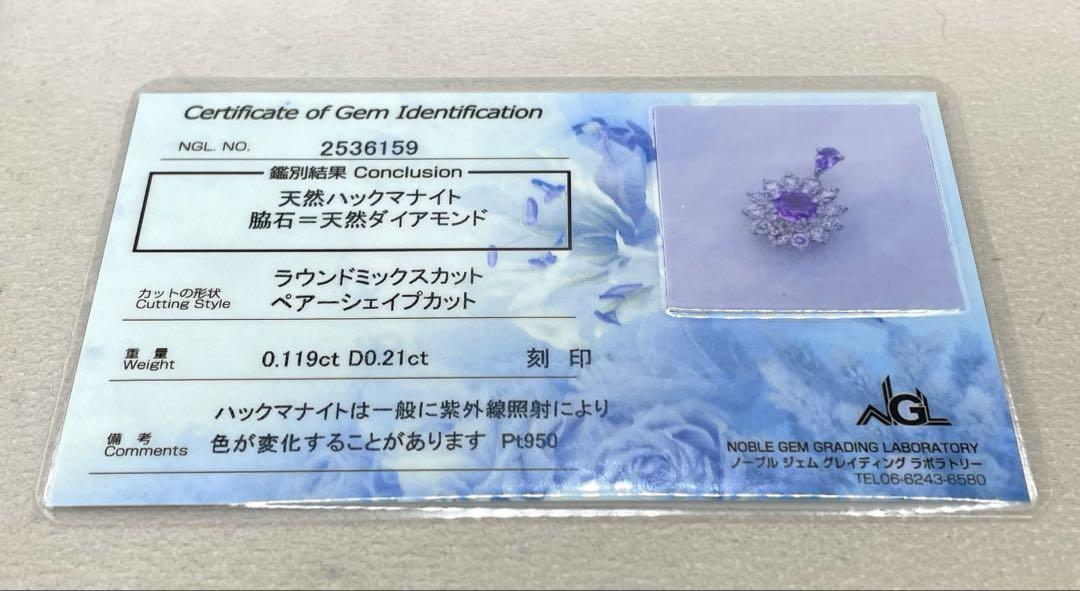 Certificate of Gem Identification
NGL. NO. 2536159
鑑別結果 Conclusion
天然ハックマナイト
脇石＝天然ダイアモンド
カットの形状
Cutting Style
ラウンドミックスカット
ペアーシェイプカット
重量
Weight
0.119ct D0.21ct 刻印
備考
Comments
ハックマナイトは一般に紫外線照射により
色が変化することがあります Pt950
NGL
NOBLE GEM GRADING LABORATORY
ノーブル ジェム グレイディング ラボラトリー
TEL06-6243-6580